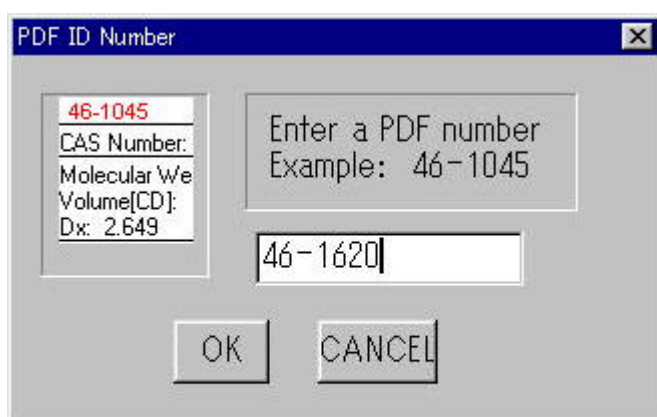 PDF ID Number
46-1045
CAS Number:
Molecular We
Volume[CD]:
Dx: 2.649
Enter a PDF number
Example: 46-1045
46-1620
OK
CANCEL